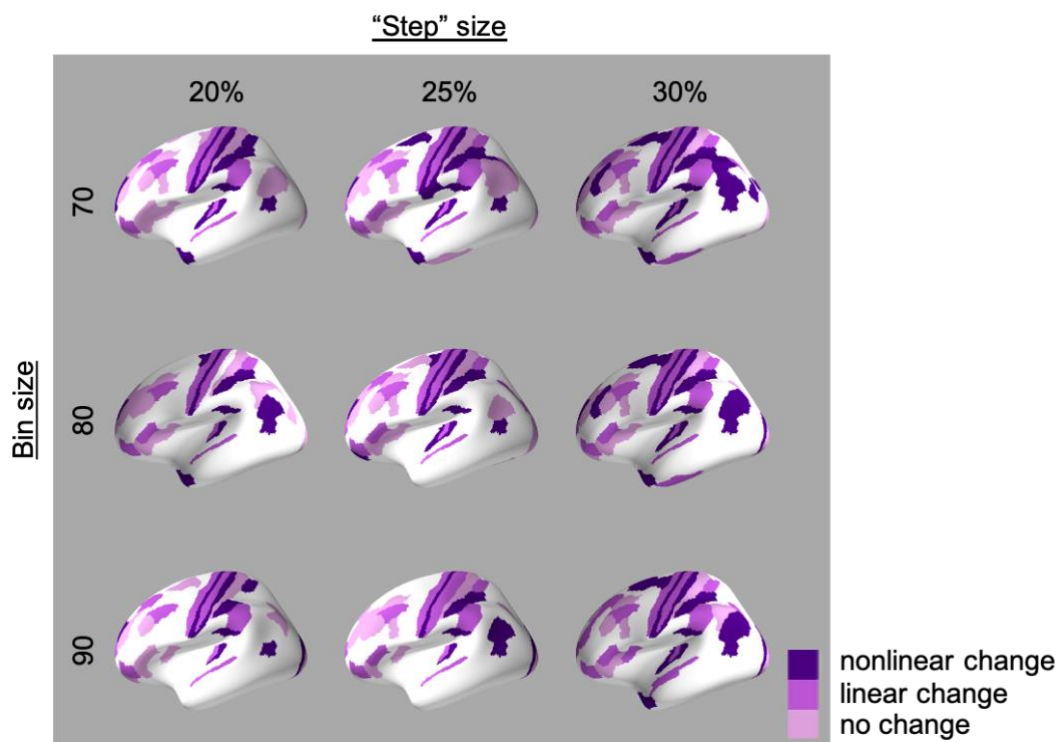 “Step” size
20%
25%
30%
70
80
90
Bin size
nonlinear change
linear change
no change